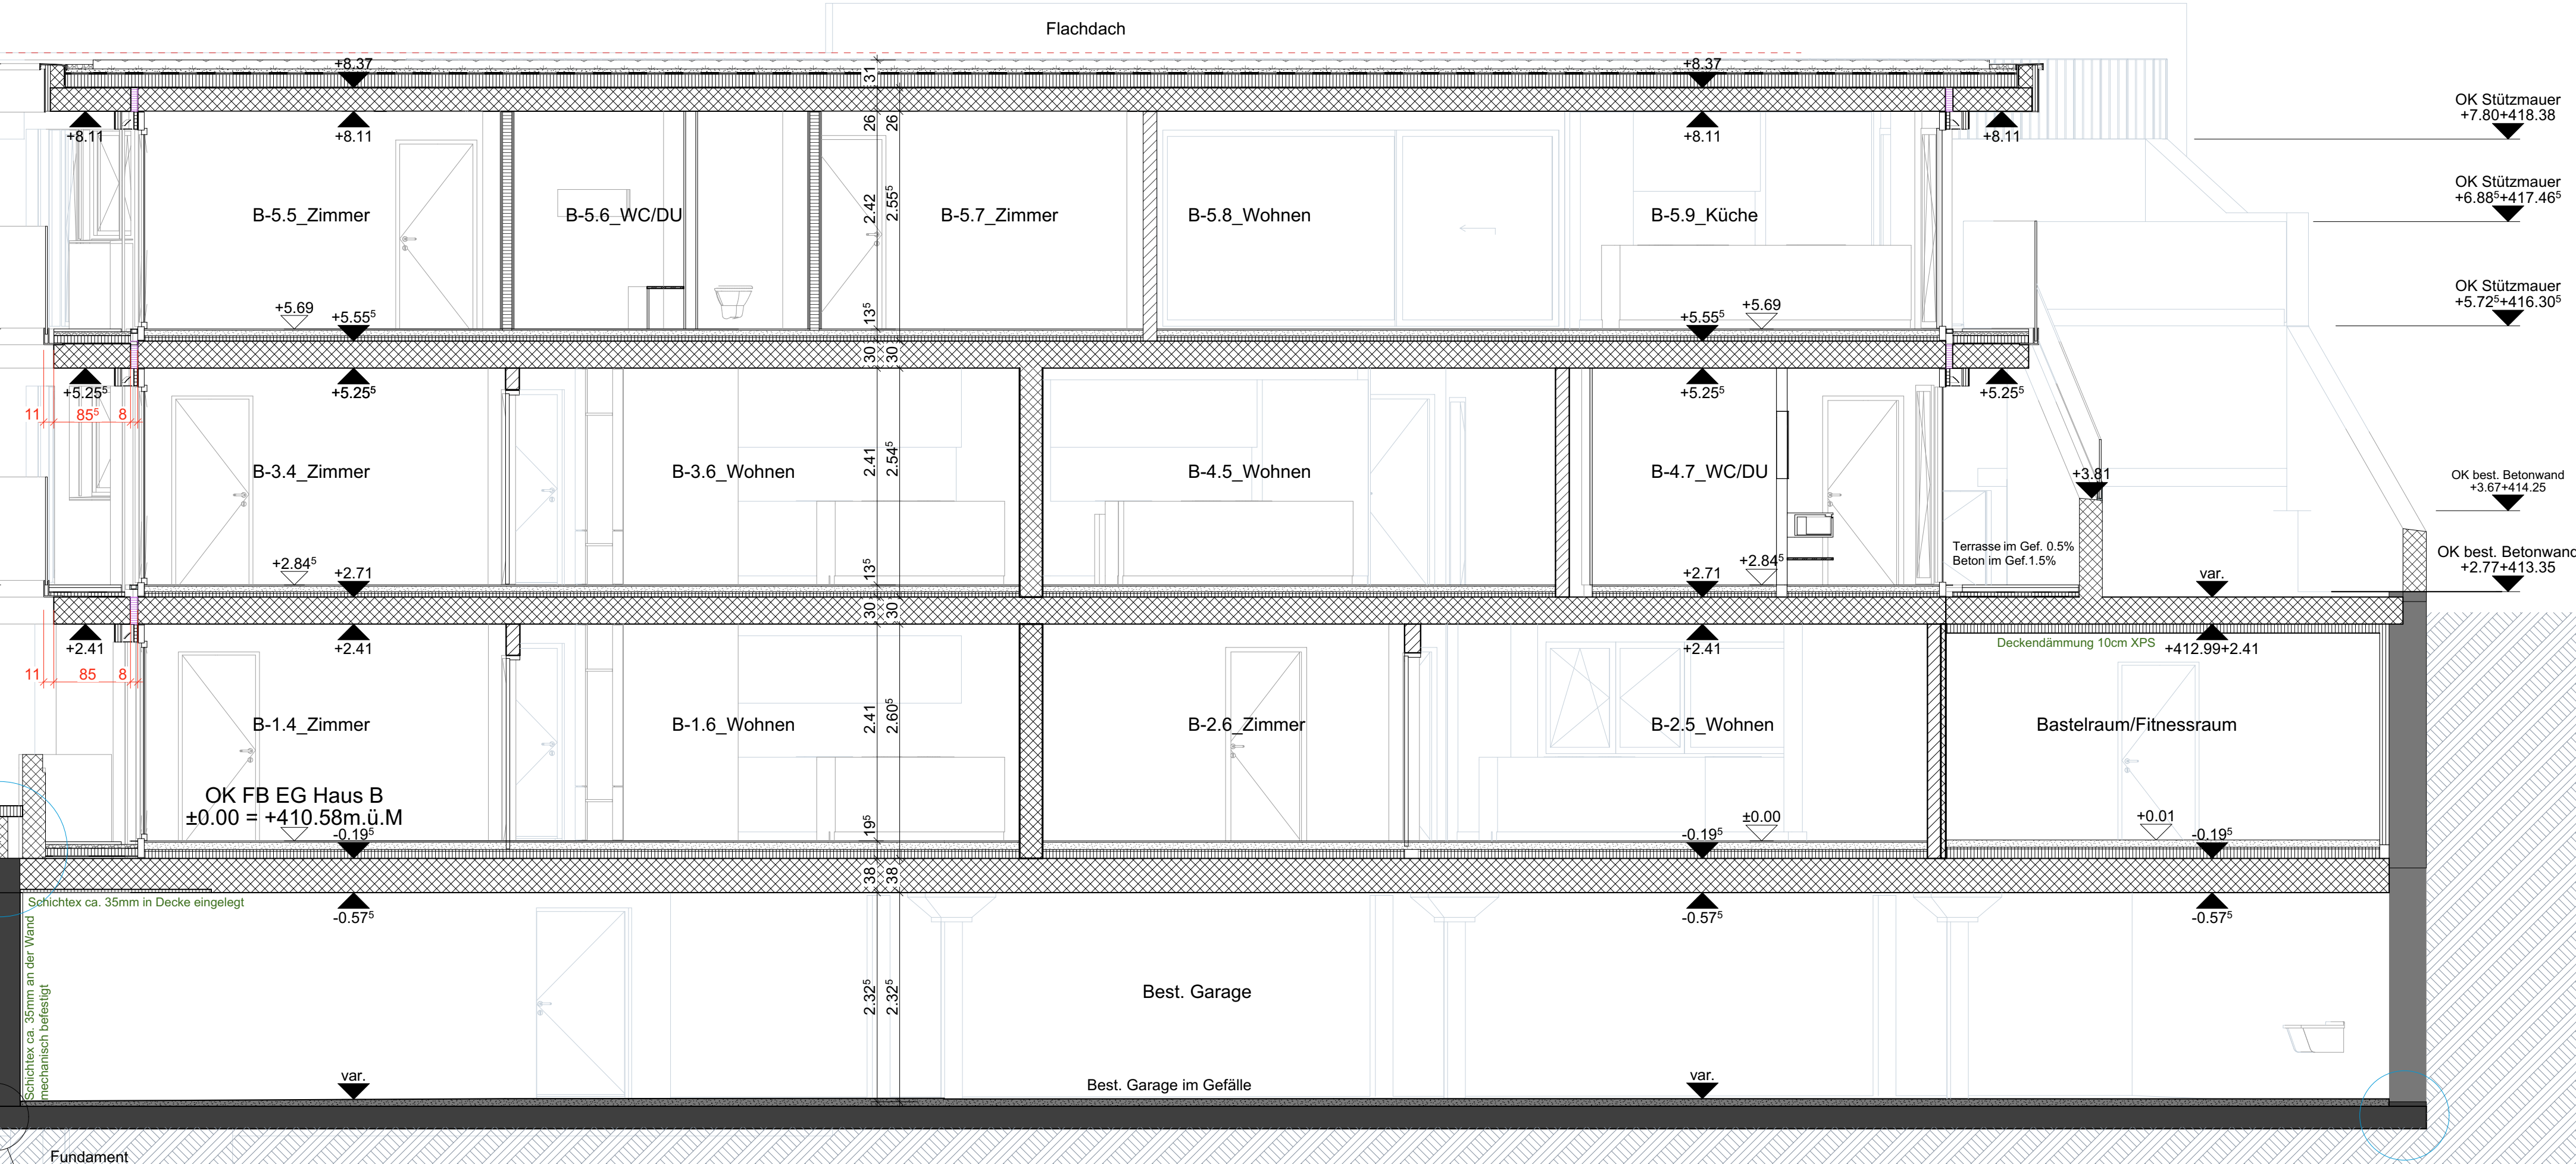 Flachdach
+8.37
31
+8.37
OK Stützmauer
+7.80+418.38
+8.11
+8.11
26
26
+8.11
+8.11
OK Stützmauer
+6.88⁵+417.46⁵
B-5.5_Zimmer
B-5.6_WC/DU
2.42
2.55⁵
B-5.7_Zimmer
B-5.8_Wohnen
B-5.9_Küche
OK Stützmauer
+5.72⁵+416.30⁵
+5.69
+5.55⁵
13⁵
+5.55⁵
+5.69
30
30
+5.25⁵
+5.25⁵
+5.25⁵
+5.25⁵
11
85⁵
8
B-3.4_Zimmer
B-3.6_Wohnen
2.41
2.54⁵
B-4.5_Wohnen
B-4.7_WC/DU
+3.81
OK best. Betonwand
+3.67+414.25
Terrasse im Gef. 0.5%
Beton im Gef.1.5%
OK best. Betonwand
+2.77+413.35
+2.84⁵
+2.71
13⁵
+2.71
+2.84⁵
var.
30
30
+2.41
+2.41
+2.41
Deckendämmung 10cm XPS
+412.99+2.41
11
85
8
B-1.4_Zimmer
B-1.6_Wohnen
2.41
2.60⁵
B-2.6_Zimmer
B-2.5_Wohnen
Bastelraum/Fitnessraum
OK FB EG Haus B
±0.00 = +410.58m.ü.M
-0.19⁵
19⁵
-0.19⁵
±0.00
+0.01
-0.19⁵
38
38
Schichtex ca. 35mm in Decke eingelegt
-0.57⁵
-0.57⁵
-0.57⁵
Schichtex ca. 35mm an der Wand
mechanisch befestigt
2.32⁵
2.32⁵
Best. Garage
var.
Best. Garage im Gefälle
var.
Fundament